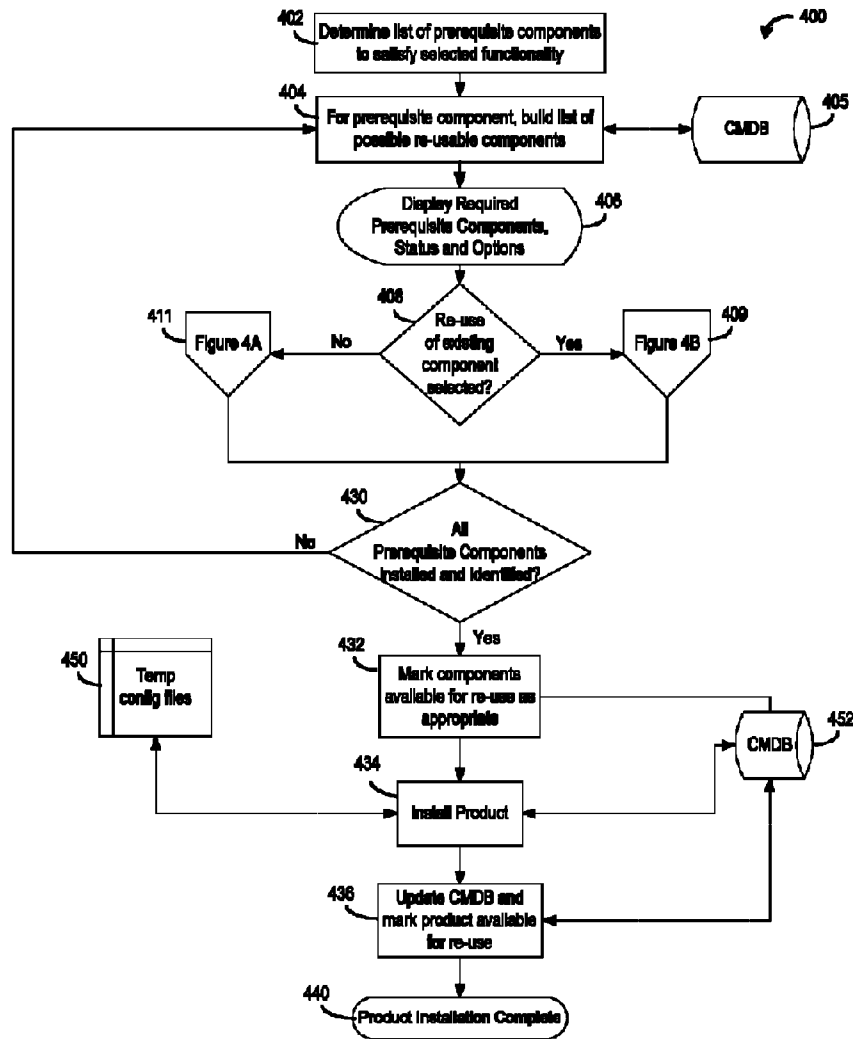 400
402
Determine list of prerequisite components
to satisfy selected functionality
404
For prerequisite component, build list of
possible re-usable components
CMDB
405
Display Required
Prerequisite Components,
Status and Options
406
408
Re-use
of existing
component
selected?
411
Figure 4A
No
Yes
Figure 4B
409
430
All
Prerequisite Components
installed and identified?
No
Yes
450
Temp
config files
432
Mark components
available for re-use as
appropriate
CMDB
452
434
Install Product
436
Update CMDB and
mark product available
for re-use
440
Product Installation Complete